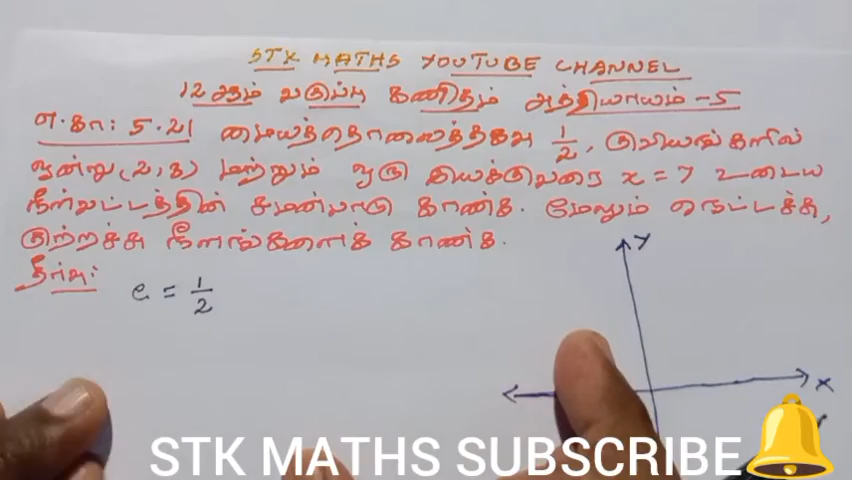 STK MATHS YOUTUBE CHANNEL
12ஆம் வகுப்பு கணிதம் அத்தியாயம் -5
எ.கா: 5.21 மையத்தொலைத்தகவு 1/2, குவியங்களில்
ஒன்று (2,3) மற்றும் ஒரு இயக்குவரை x = 7 உடைய
நீள்வட்டத்தின் சமன்பாடு காண்க. மேலும் நெட்டச்சு,
குற்றச்சு நீளங்களைக் காண்க.
தீர்வு: e = 1/2
y
x
STK MATHS SUBSCRIBE